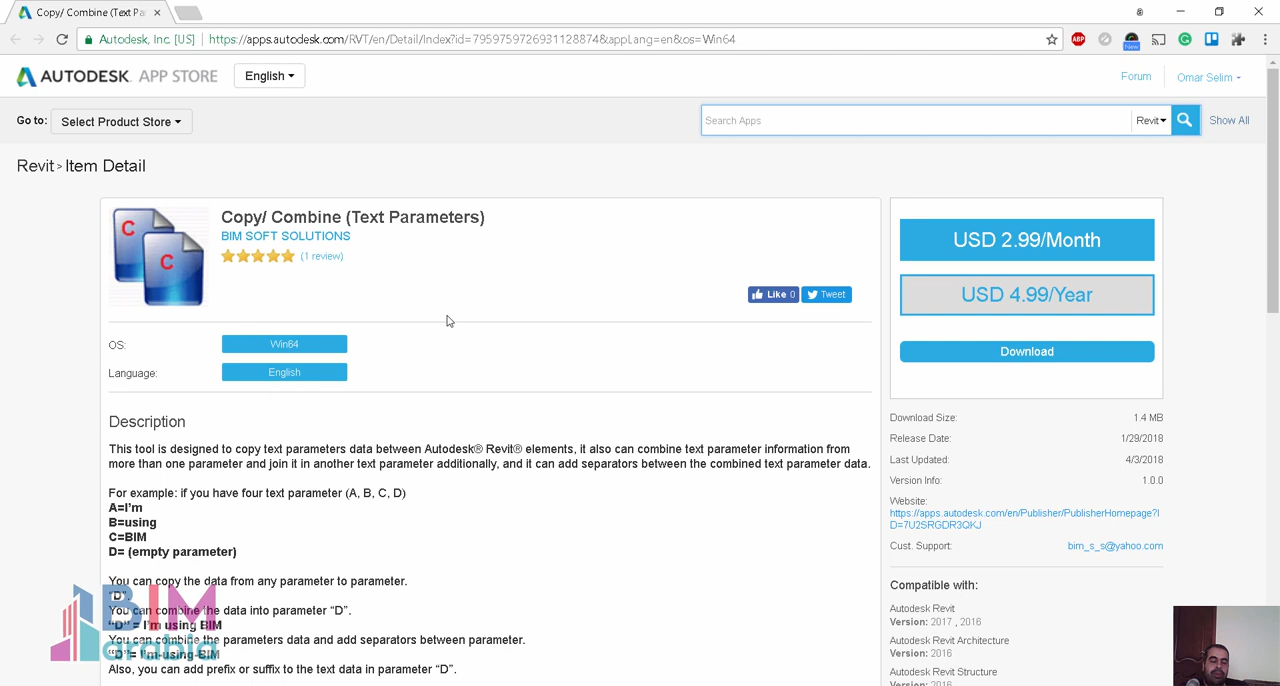 Copy/ Combine (Text Pa
Autodesk, Inc. [US] | https://apps.autodesk.com/RVT/en/Detail/Index?id=7959759726931128874&appLang=en&os=Win64
ABP
New
AUTODESK. APP STORE
English
Forum
Omar Selim
Go to:
Select Product Store
Search Apps
Revit
Show All
Revit > Item Detail
C
C
Copy/ Combine (Text Parameters)
BIM SOFT SOLUTIONS
(1 review)
Like 0
Tweet
OS:
Win64
Language:
English
USD 2.99/Month
USD 4.99/Year
Download
Description
This tool is designed to copy text parameters data between Autodesk® Revit® elements, it also can combine text parameter information from
more than one parameter and join it in another text parameter additionally, and it can add separators between the combined text parameter data.
For example: if you have four text parameter (A, B, C, D)
A=I'm
B=using
C=BIM
D= (empty parameter)
You can copy the data from any parameter to parameter.
"D".
You can combine the data into parameter "D".
"D" = I'm using BIM
You can combine the parameters data and add separators between parameter.
"D"= I'm-using-BIM
Also, you can add prefix or suffix to the text data in parameter "D".
BIM
arabia
Download Size: 1.4 MB
Release Date: 1/29/2018
Last Updated: 4/3/2018
Version Info: 1.0.0
Website:
https://apps.autodesk.com/en/Publisher/PublisherHomepage?I
D=7U2SRGDR3QKJ
Cust. Support: bim_s_s@yahoo.com
Compatible with:
Autodesk Revit
Version: 2017 , 2016
Autodesk Revit Architecture
Version: 2016
Autodesk Revit Structure
Version: 2016